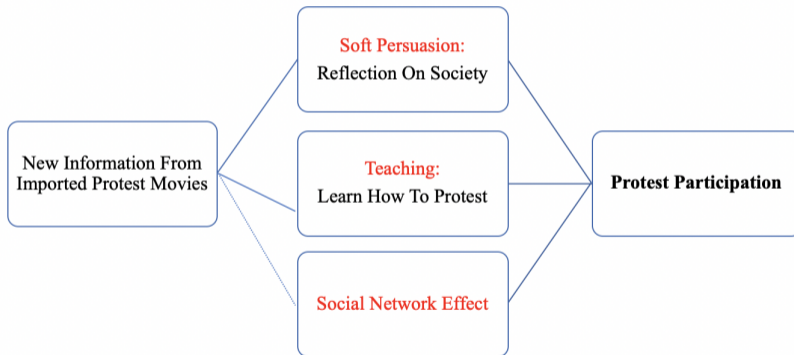 New Information From
Imported Protest Movies
Soft Persuasion:
Reflection On Society
Teaching:
Learn How To Protest
Social Network Effect
Protest Participation